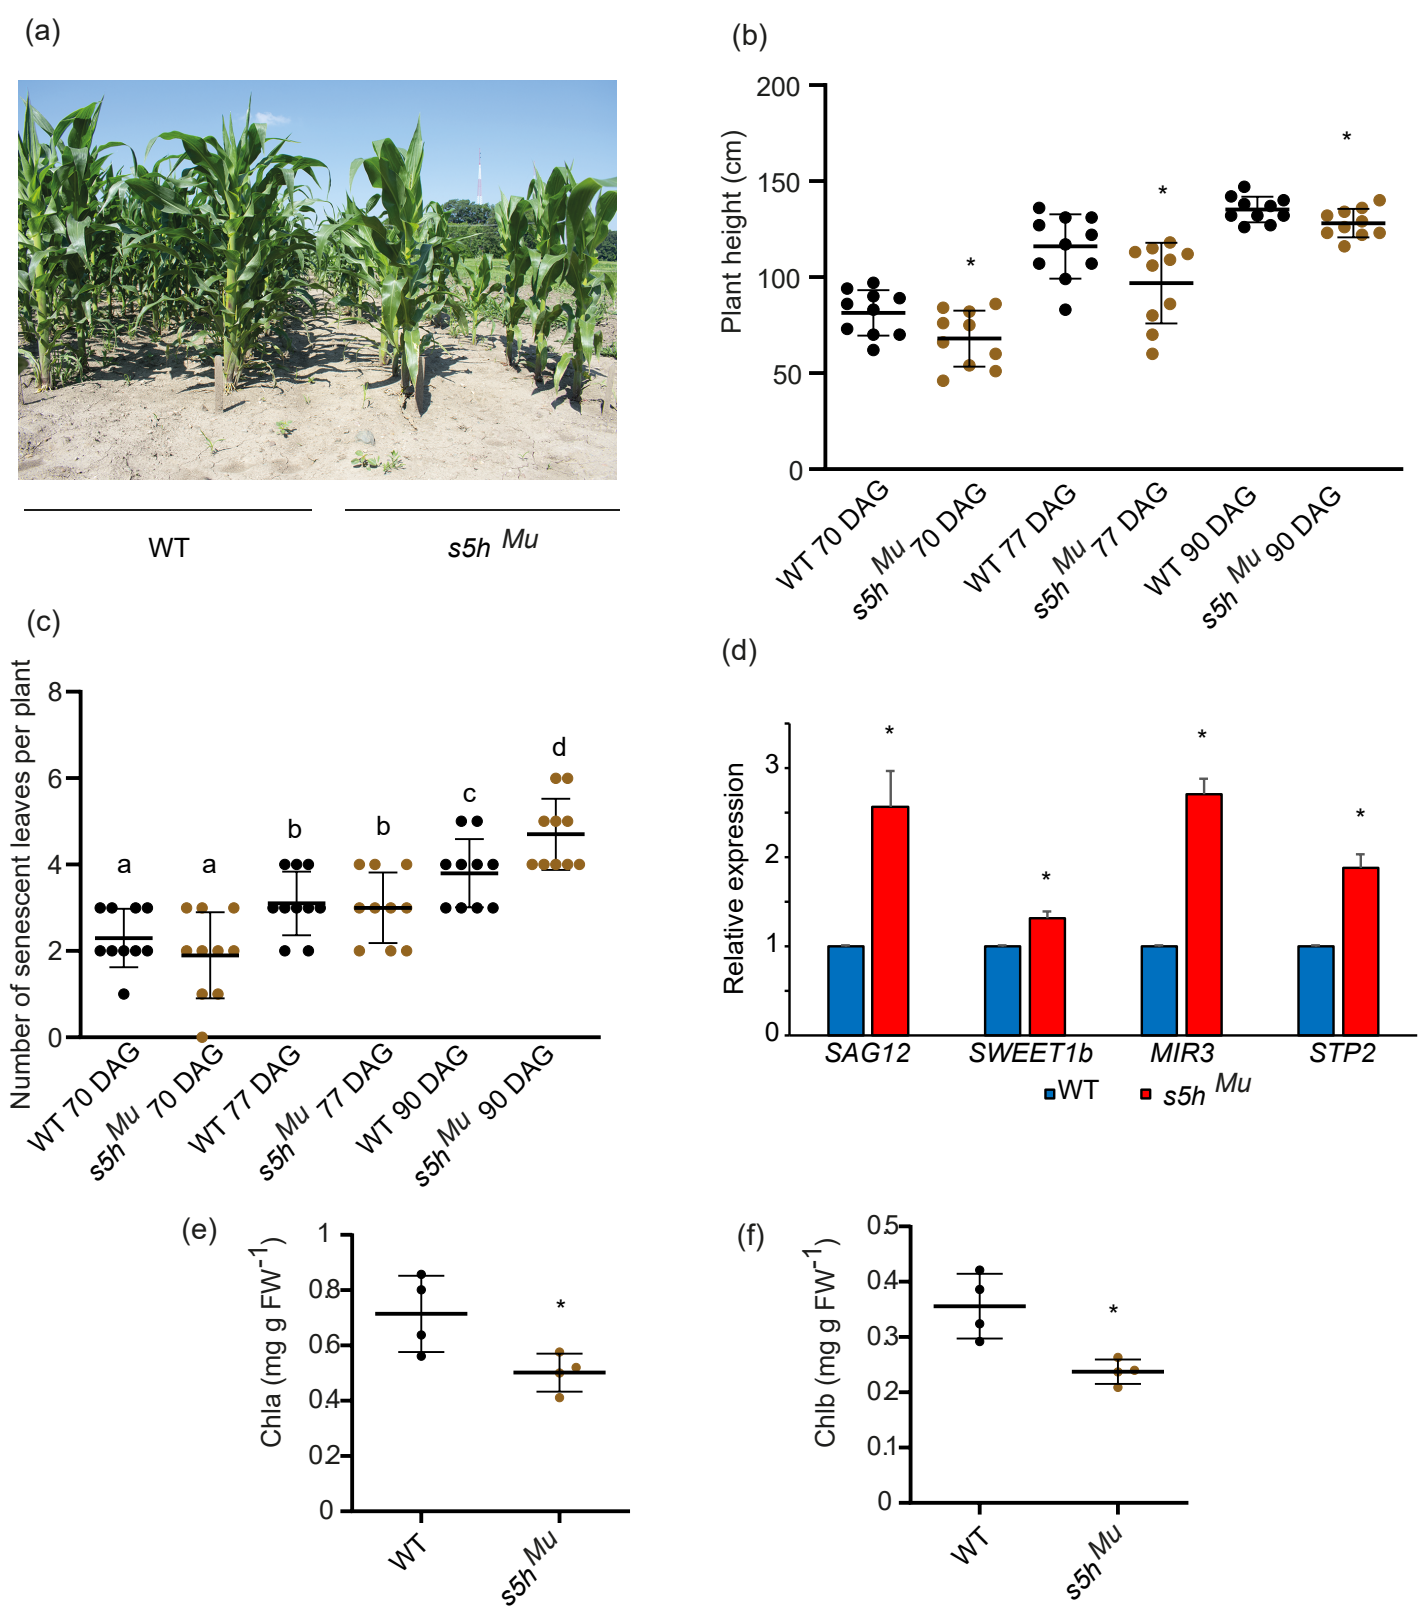 (a)
WT
s5h Mu
(b)
Plant height (cm)
200
150
100
50
0
*
*
*
WT 70 DAG
s5h Mu 70 DAG
WT 77 DAG
s5h Mu 77 DAG
WT 90 DAG
s5h Mu 90 DAG
(c)
Number of senescent leaves per plant
8
6
4
2
0
a
a
b
b
c
d
WT 70 DAG
s5h Mu 70 DAG
WT 77 DAG
s5h Mu 77 DAG
WT 90 DAG
s5h Mu 90 DAG
(d)
Relative expression
3
2
1
0
*
*
*
*
SAG12 SWEET1b MIR3 STP2
WT s5h Mu
(e)
Chla (mg g FW-1)
1
0.8
0.6
0.4
02
0
*
WT
s5h Mu
(f)
Chlb (mg g FW-1)
0.5
0.4
0.3
0.2
0.1
0
*
WT
s5h Mu